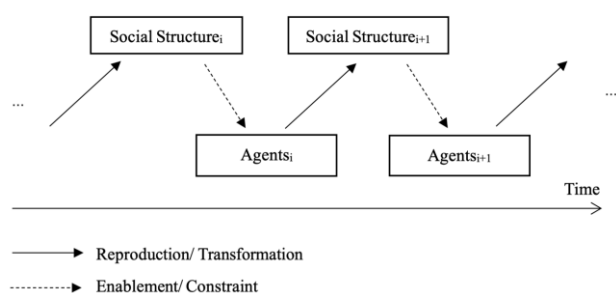 Social Structureᵢ Social Structureᵢ₊₁
... ...
Agentsᵢ Agentsᵢ₊₁
Time
Reproduction/ Transformation
Enablement/ Constraint